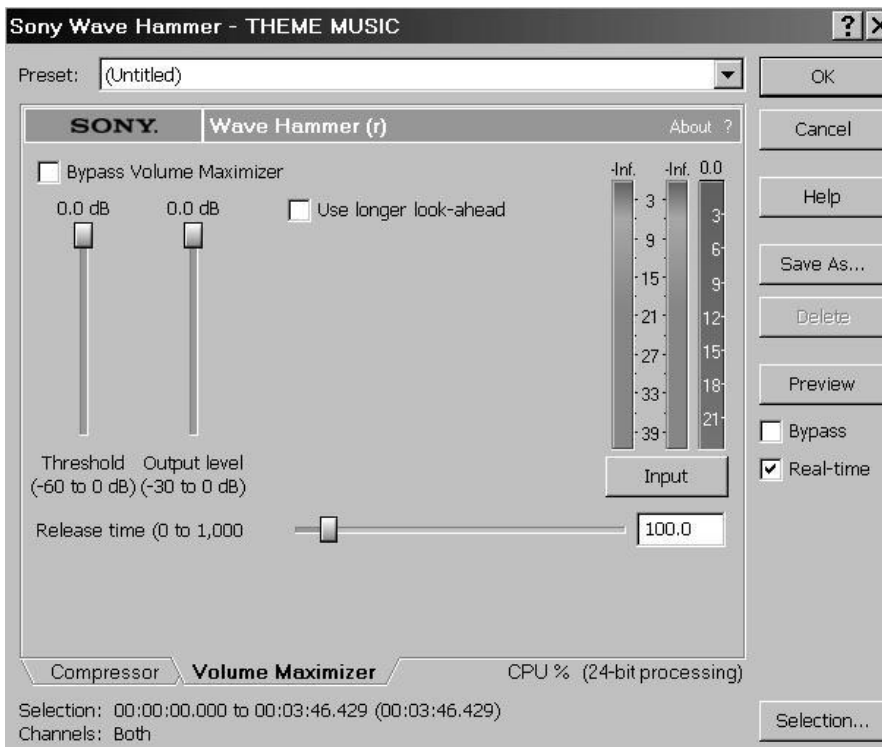 Sony Wave Hammer - THEME MUSIC
?
Preset:
(Untitled)
OK
SONY.
Wave Hammer (r)
About ?
Cancel
Bypass Volume Maximizer
-Inf. -Inf. 0.0
0.0 dB 0.0 dB
Use longer look-ahead
Help
3
9
15
21
27
33
39
3
6
9
12
15
18
21
Save As...
Delete
Preview
Bypass
Real-time
Threshold Output level
(-60 to 0 dB) (-30 to 0 dB)
Input
Release time (0 to 1,000
100.0
Compressor
Volume Maximizer
CPU % (24-bit processing)
Selection: 00:00:00.000 to 00:03:46.429 (00:03:46.429)
Channels: Both
Selection...